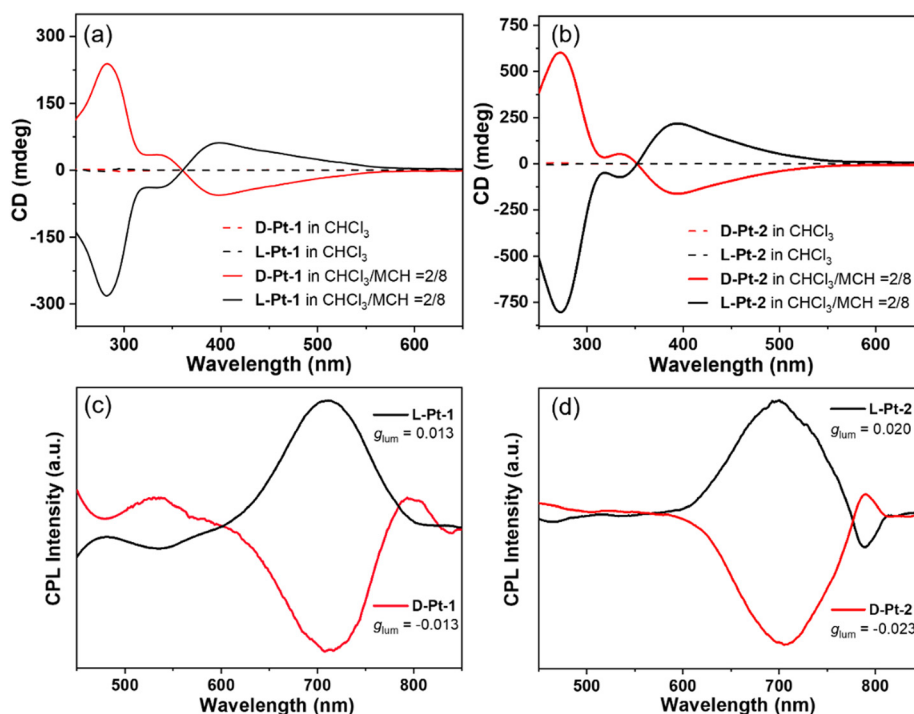 (a)
300
150
0
-150
-300
CD (mdeg)
D-Pt-1 in CHCl₃
L-Pt-1 in CHCl₃
D-Pt-1 in CHCl₃/MCH =2/8
L-Pt-1 in CHCl₃/MCH =2/8
300 400 500 600
Wavelength (nm)
(b)
750
500
250
0
-250
-500
-750
CD (mdeg)
D-Pt-2 in CHCl₃
L-Pt-2 in CHCl₃
D-Pt-2 in CHCl₃/MCH =2/8
L-Pt-2 in CHCl₃/MCH =2/8
300 400 500 600
Wavelength (nm)
(c)
CPL Intensity (a.u.)
L-Pt-1
glum = 0.013
D-Pt-1
glum = -0.013
500 600 700 800
Wavelength (nm)
(d)
CPL Intensity (a.u.)
L-Pt-2
glum = 0.020
D-Pt-2
glum = -0.023
500 600 700 800
Wavelength (nm)